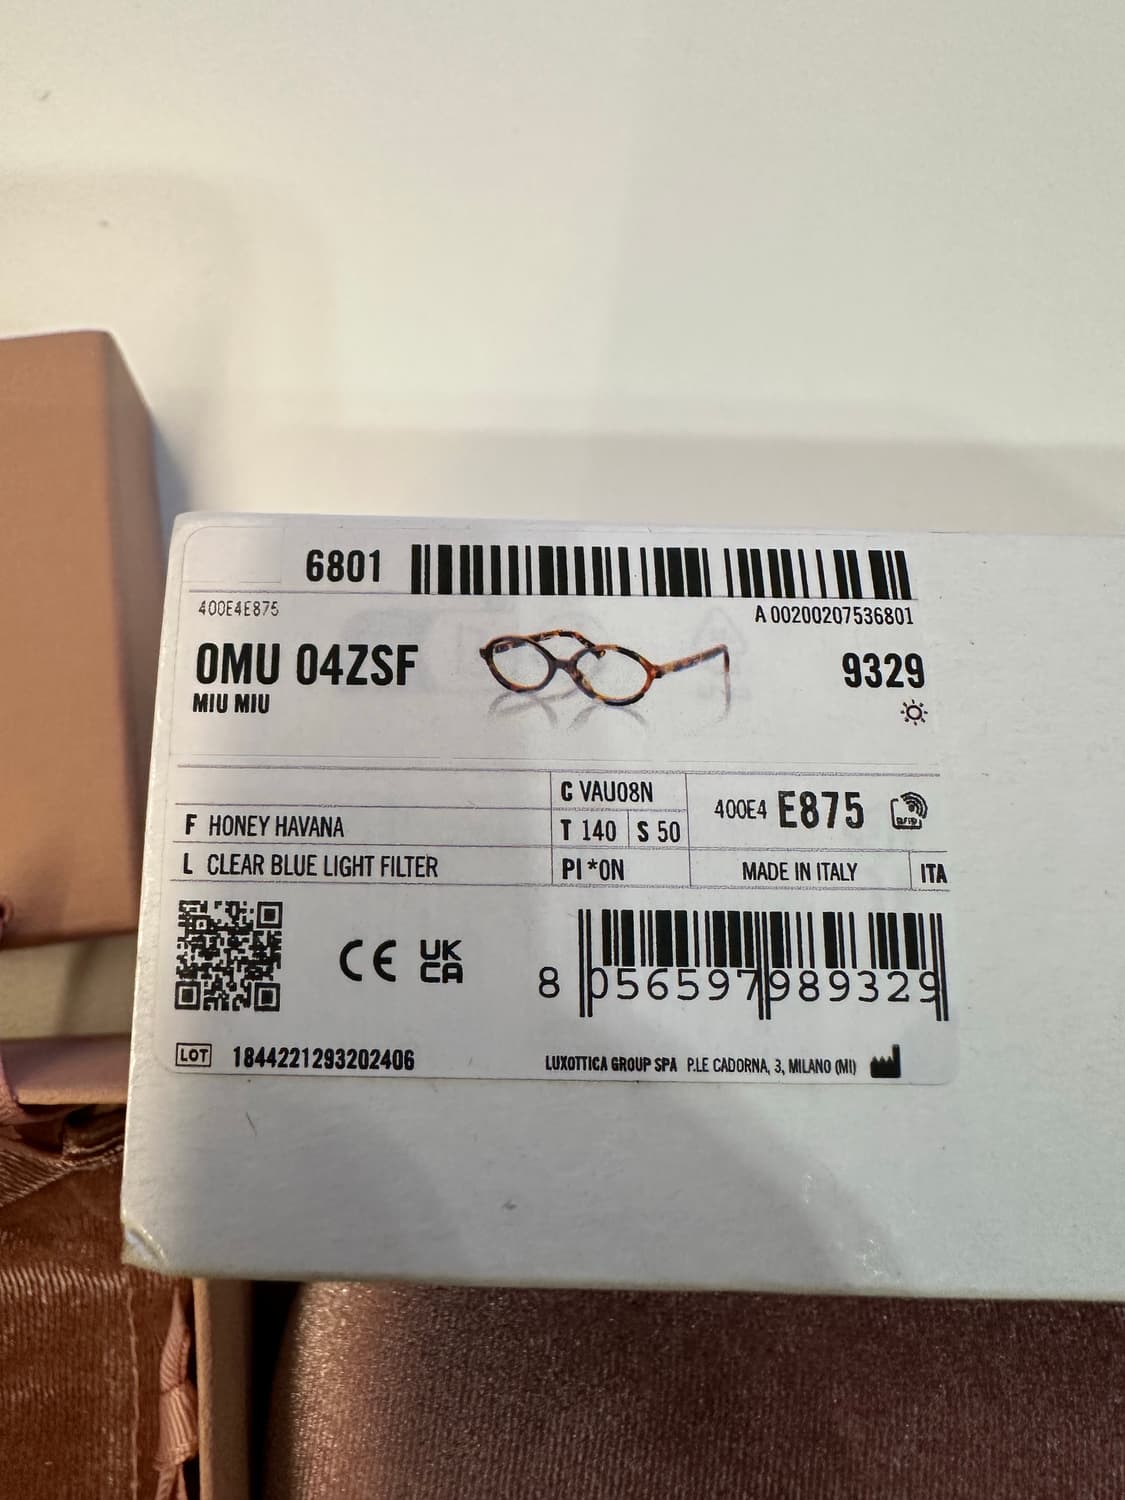 6801
400E4E875
A 00200207536801
0MU 04ZSF
9329
MIU MIU
C VAU08N
400E4 E875
F HONEY HAVANA
T 140 S 50
L CLEAR BLUE LIGHT FILTER
PI *0N
MADE IN ITALY
ITA
CE UK CA
8 056597 989329
LOT 1844221293202406
LUXOTTICA GROUP SPA P.LE CADORNA, 3, MILANO (MI)